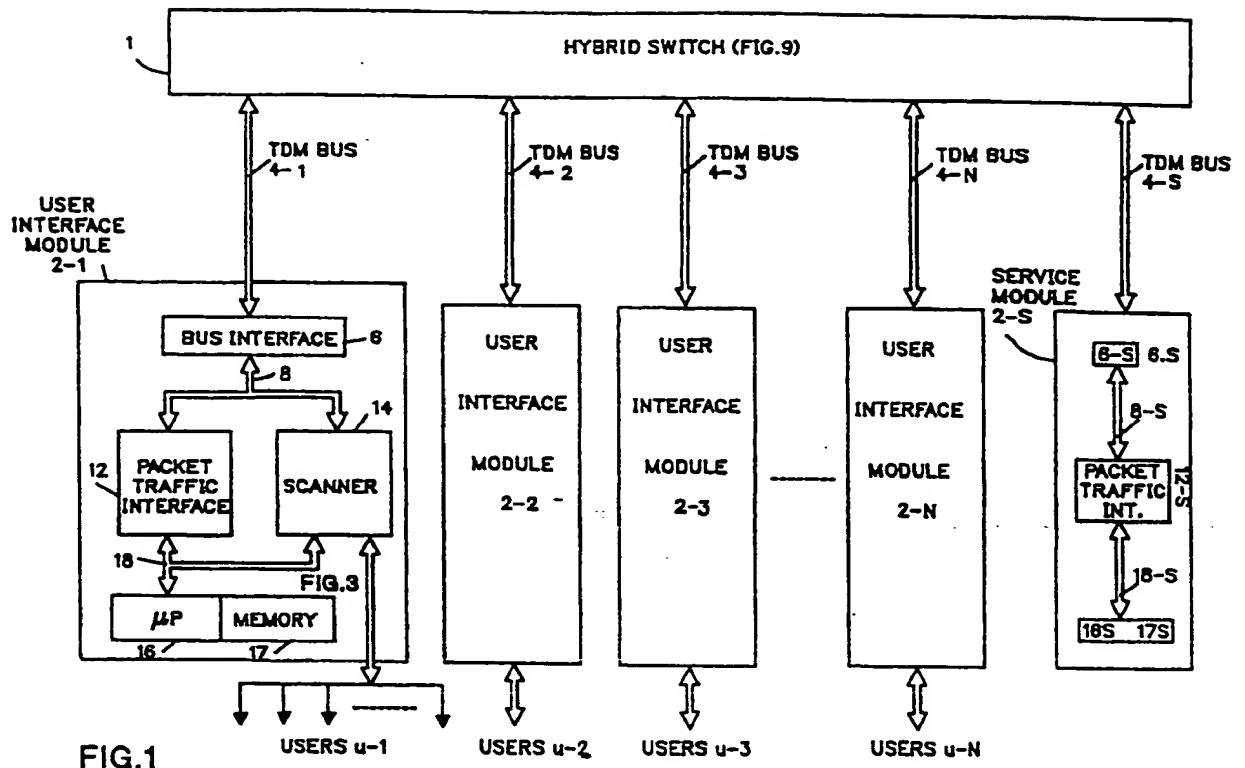 HYBRID SWITCH (FIG.9)
1
TDM BUS
4-1
TDM BUS
4-2
TDM BUS
4-3
TDM BUS
4-N
TDM BUS
4-S
USER
INTERFACE
MODULE
2-1
BUS INTERFACE
6
8
14
12
PACKET
TRAFFIC
INTERFACE
SCANNER
18
FIG.3
μP
MEMORY
16
17
USERS u-1
USER
INTERFACE
MODULE
2-2
USERS u-2
USER
INTERFACE
MODULE
2-3
USERS u-3
USER
INTERFACE
MODULE
2-N
USERS u-N
SERVICE
MODULE
2-S
6-S 6.S
8-S
PACKET
TRAFFIC
INT.
12-S
18-S
16S 17S
FIG.1